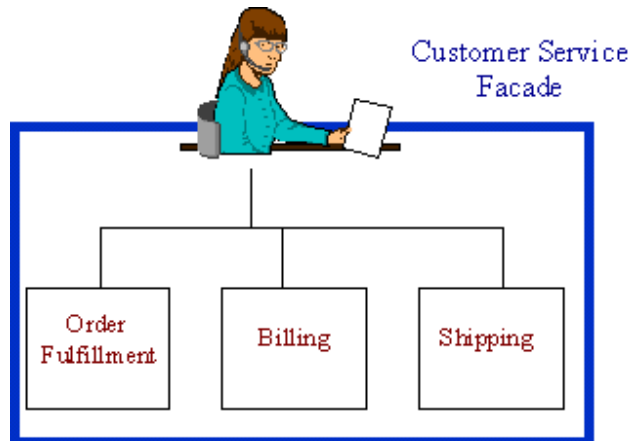 Customer Service
Facade
Order
Fulfillment
Billing
Shipping